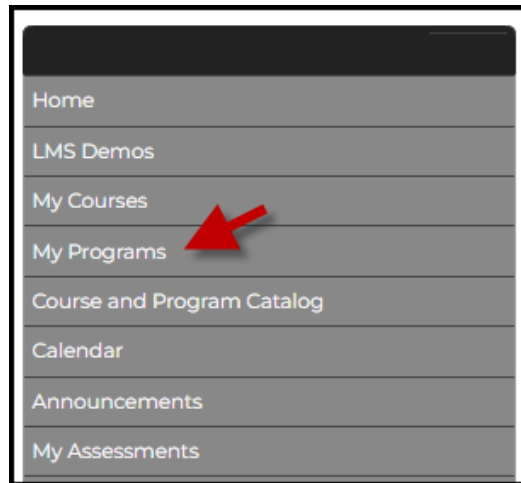 Home
LMS Demos
My Courses
My Programs
Course and Program Catalog
Calendar
Announcements
My Assessments